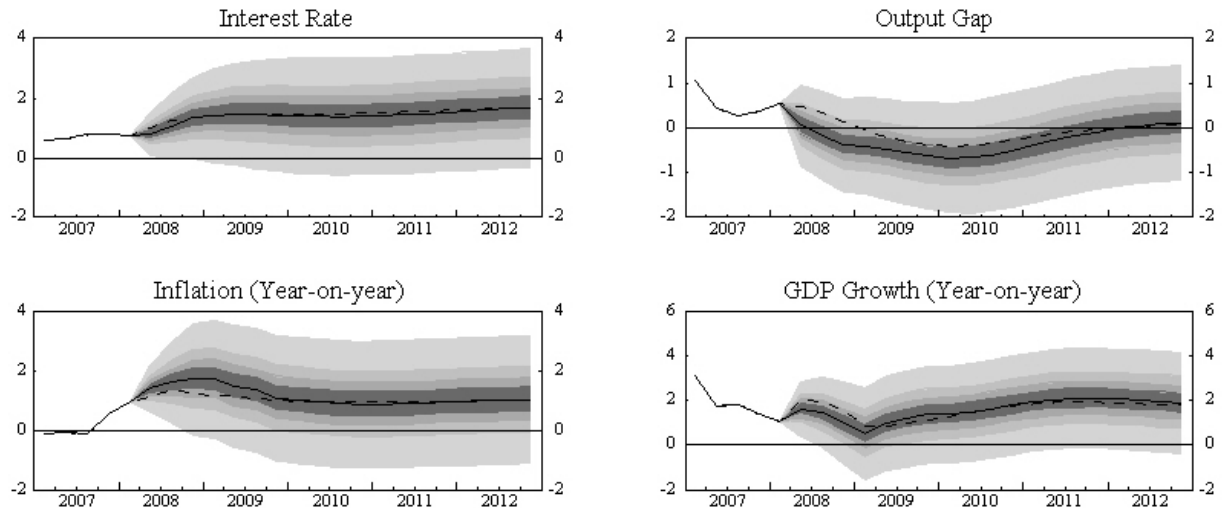 Interest Rate
4 4
2 2
0 0
-2 -2
2007 2008 2009 2010 2011 2012
Output Gap
2 2
1 1
0 0
-1 -1
-2 -2
2007 2008 2009 2010 2011 2012
Inflation (Year-on-year)
4 4
2 2
0 0
-2 -2
2007 2008 2009 2010 2011 2012
GDP Growth (Year-on-year)
6 6
4 4
2 2
0 0
-2 -2
2007 2008 2009 2010 2011 2012